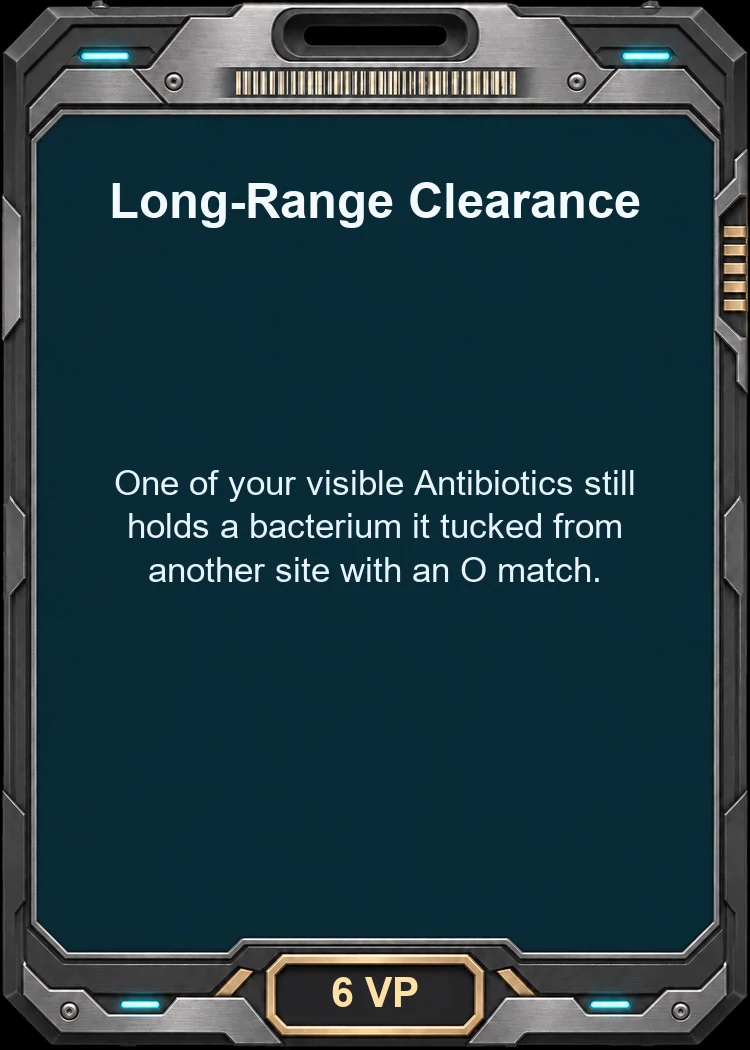 Long-Range Clearance
One of your visible Antibiotics still
holds a bacterium it tucked from
another site with an O match.
6 VP